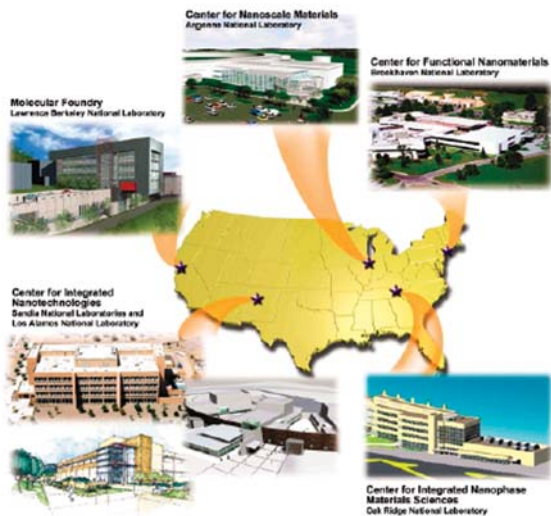 Center for Nanoscale Materials
Argonne National Laboratory
Center for Functional Nanomaterials
Brookhaven National Laboratory
Molecular Foundry
Lawrence Berkeley National Laboratory
Center for Integrated
Nanotechnologies
Sandia National Laboratories and
Los Alamos National Laboratory
Center for Integrated Nanophase
Materials Sciences
Oak Ridge National Laboratory